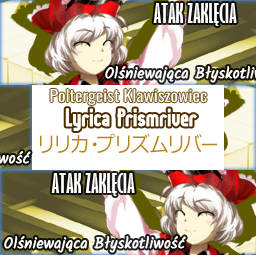 ATAK ZAKLĘCIA
Olśniewająca Błyskotliw
Poltergeist Klawiszowiec
Lyrica Prismriver
リリカ・プリズムリバー
wość
ATAK ZAKLĘCIA
Olśniewająca Błyskotliwość